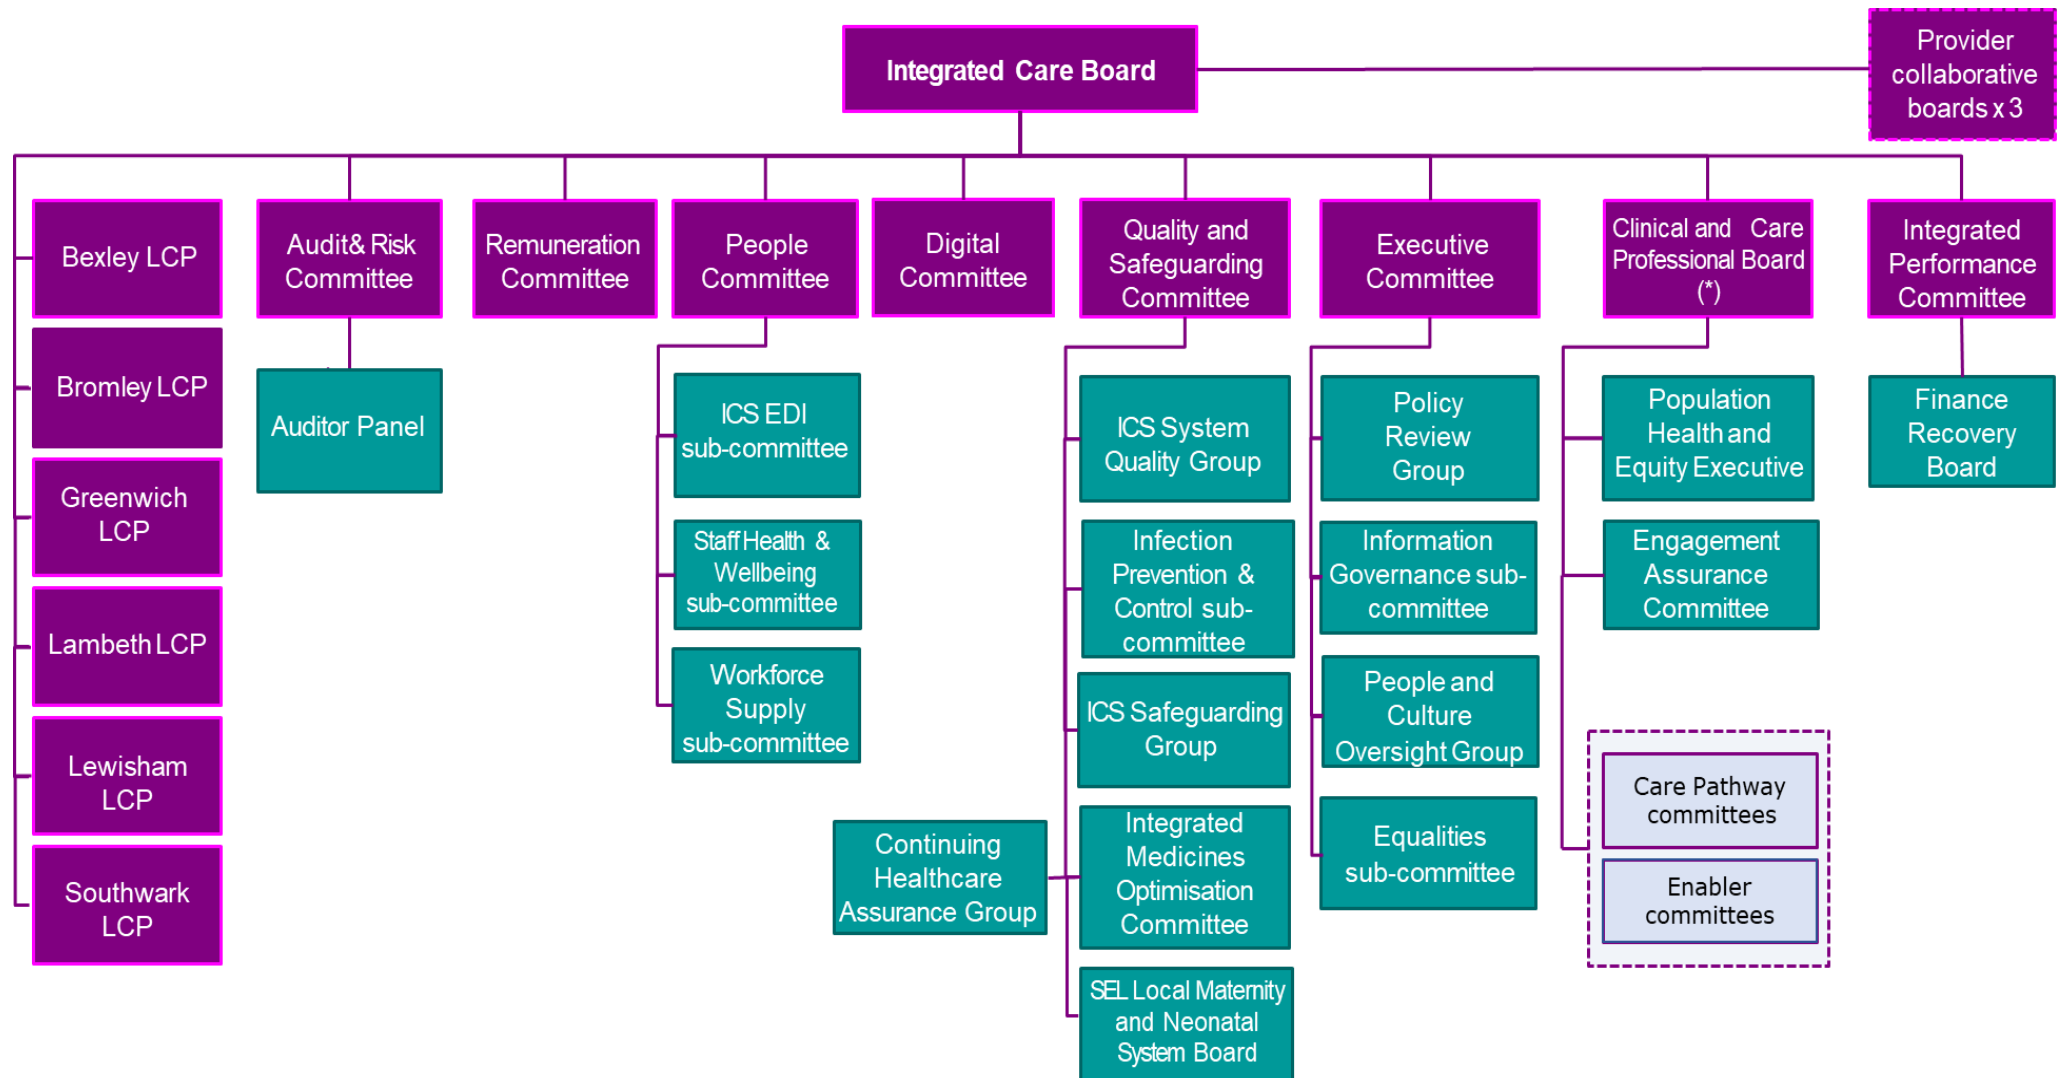 Integrated Care Board
Provider
collaborative
boards x 3
Bexley LCP
Bromley LCP
Greenwich
LCP
Lambeth LCP
Lewisham
LCP
Southwark
LCP
Audit & Risk
Committee
Auditor Panel
Remuneration
Committee
People
Committee
ICS EDI
sub-committee
Staff Health &
Wellbeing
sub-committee
Workforce
Supply
sub-committee
Digital
Committee
Quality and
Safeguarding
Committee
ICS System
Quality Group
Infection
Prevention &
Control sub-
committee
ICS Safeguarding
Group
Continuing
Healthcare
Assurance Group
Integrated
Medicines
Optimisation
Committee
SEL Local Maternity
and Neonatal
System Board
Executive
Committee
Policy
Review
Group
Information
Governance sub-
committee
People and
Culture
Oversight Group
Equalities
sub-committee
Clinical and Care
Professional Board
(*)
Population
Health and
Equity Executive
Engagement
Assurance
Committee
Care Pathway
committees
Enabler
committees
Integrated
Performance
Committee
Finance
Recovery
Board